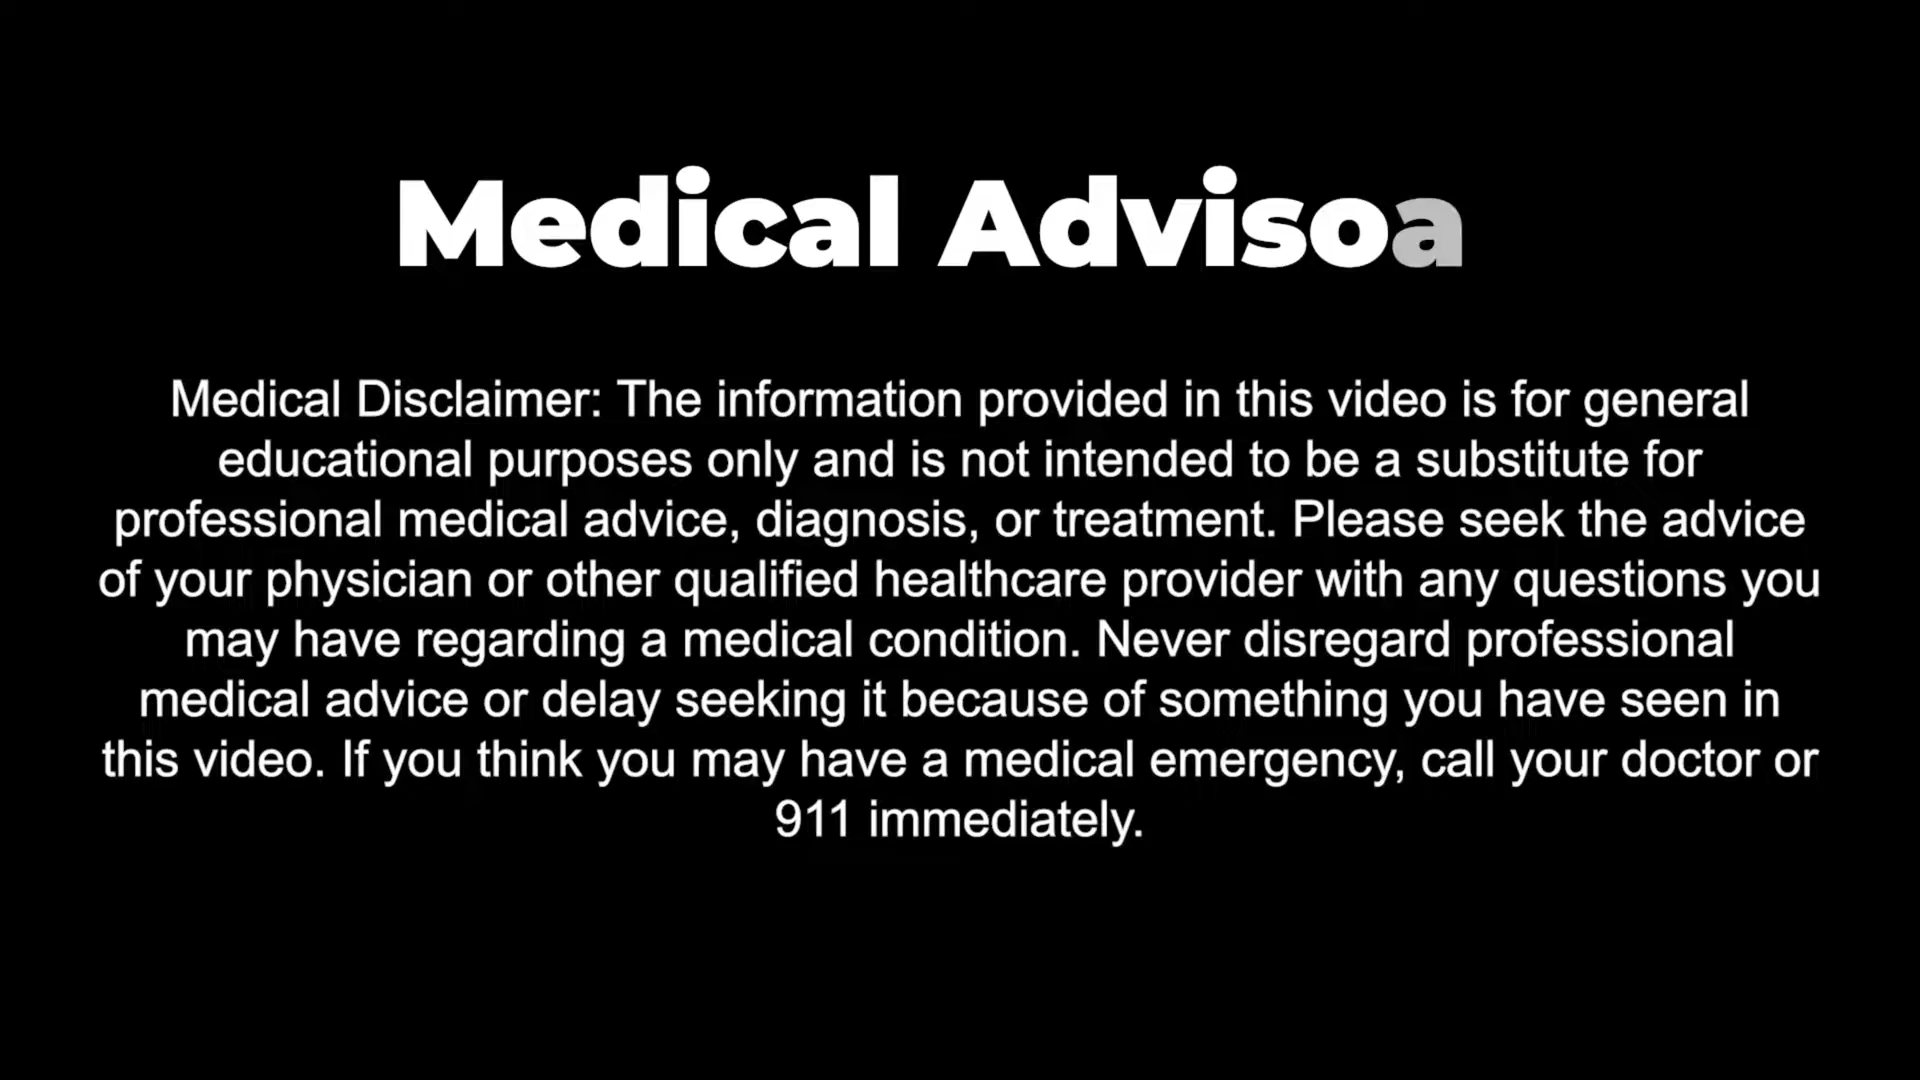 Medical Advisoa
Medical Disclaimer: The information provided in this video is for general
educational purposes only and is not intended to be a substitute for
professional medical advice, diagnosis, or treatment. Please seek the advice
of your physician or other qualified healthcare provider with any questions you
may have regarding a medical condition. Never disregard professional
medical advice or delay seeking it because of something you have seen in
this video. If you think you may have a medical emergency, call your doctor or
911 immediately.